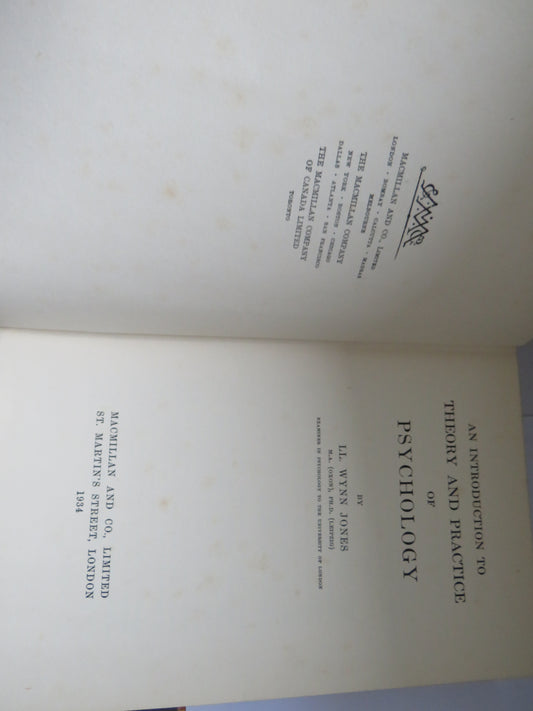 MACMILLAN AND CO., LIMITED
LONDON · BOMBAY · CALCUTTA · MADRAS
MELBOURNE
THE MACMILLAN COMPANY
NEW YORK · BOSTON · CHICAGO
DALLAS · ATLANTA · SAN FRANCISCO
THE MACMILLAN COMPANY
OF CANADA LIMITED
TORONTO
AN INTRODUCTION TO
THEORY AND PRACTICE
OF
PSYCHOLOGY
BY
LL. WYNN JONES
M.A. (OXON), PH.D. (LEIPZIG)
EXAMINER IN PSYCHOLOGY TO THE UNIVERSITY OF LONDON
MACMILLAN AND CO., LIMITED
ST. MARTIN'S STREET, LONDON
1934